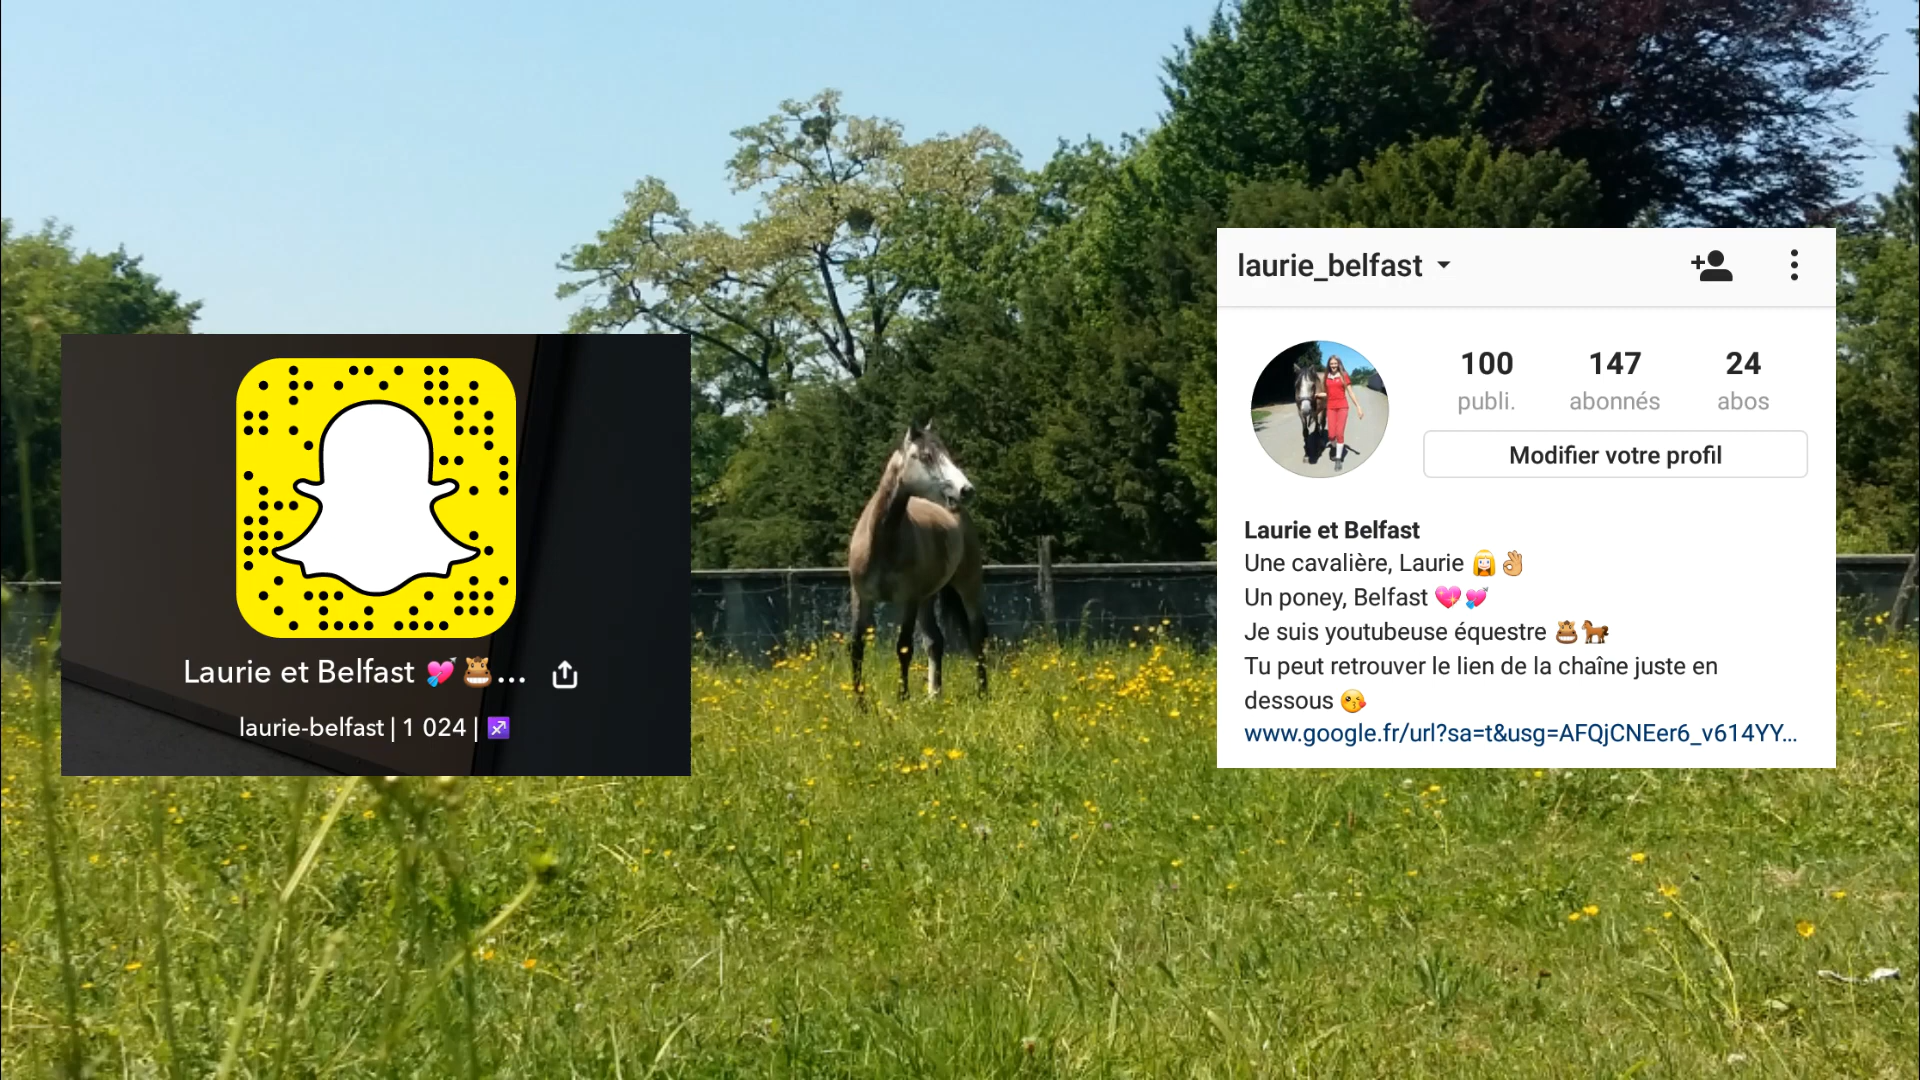 Laurie et Belfast 💘🐴...
laurie-belfast | 1 024 | ♐
laurie_belfast
100 147 24
publi. abonnés abos
Modifier votre profil
Laurie et Belfast
Une cavalière, Laurie 👸👌
Un poney, Belfast 💖💘
Je suis youtubeuse équestre 🐴🐎
Tu peut retrouver le lien de la chaîne juste en
dessous 😘
www.google.fr/url?sa=t&usg=AFQjCNEer6_v614YY...